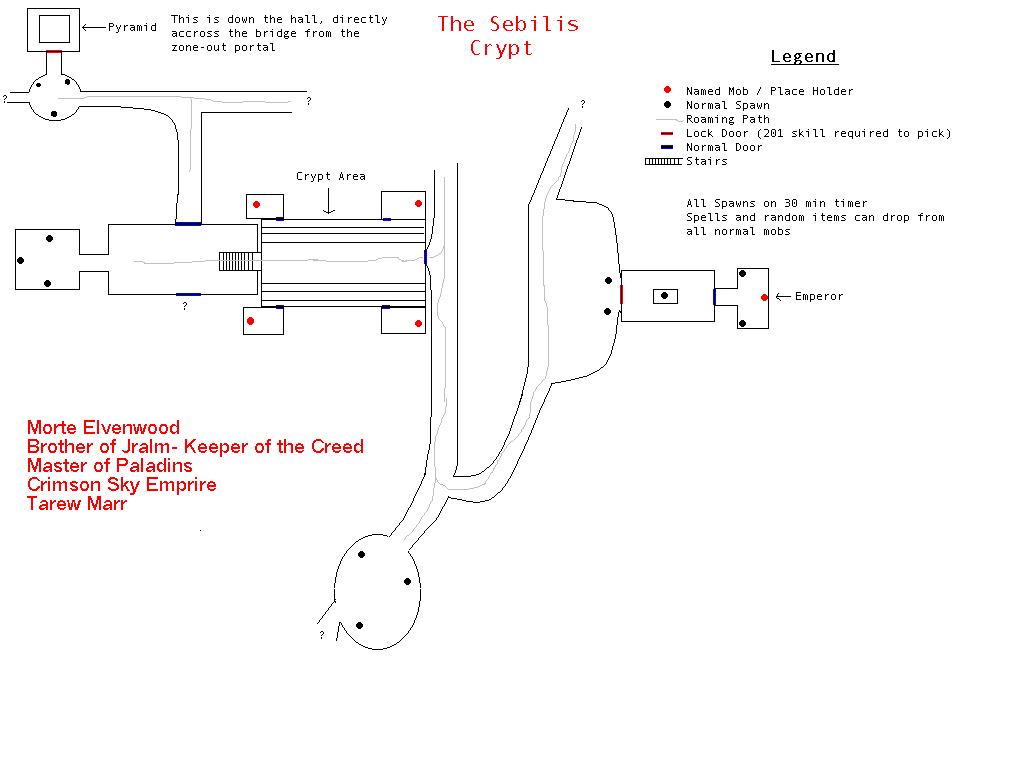 The Sebilis
Crypt
Pyramid
This is down the hall, directly
accross the bridge from the
zone-out portal
?
?
?
Legend
Named Mob / Place Holder
Normal Spawn
Roaming Path
Lock Door (201 skill required to pick)
Normal Door
Stairs
Crypt Area
All Spawns on 30 min timer
Spells and random items can drop from
all normal mobs
?
Emperor
Morte Elvenwood
Brother of Jralm- Keeper of the Creed
Master of Paladins
Crimson Sky Emprire
Tarew Marr
?